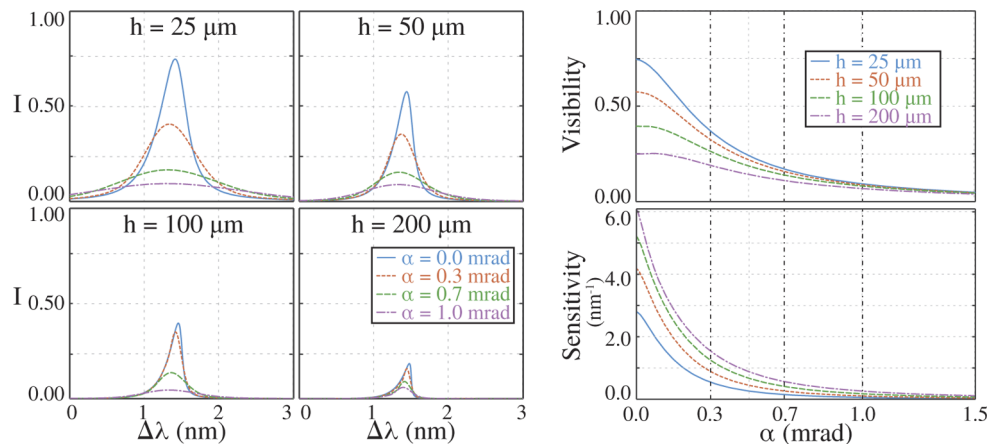 1.00
h = 25 μm
h = 50 μm
I 0.50
0.00
1.00
h = 100 μm
h = 200 μm
α = 0.0 mrad
α = 0.3 mrad
α = 0.7 mrad
α = 1.0 mrad
I 0.50
0.00
0 1 2 3 1 2 3
Δλ (nm) Δλ (nm)
1.00
h = 25 μm
h = 50 μm
h = 100 μm
h = 200 μm
Visibility
0.50
0.00
6.0
4.0
Sensitivity
(nm⁻¹)
2.0
0.0
0.0 0.3 0.7 1.0 1.5
α (mrad)